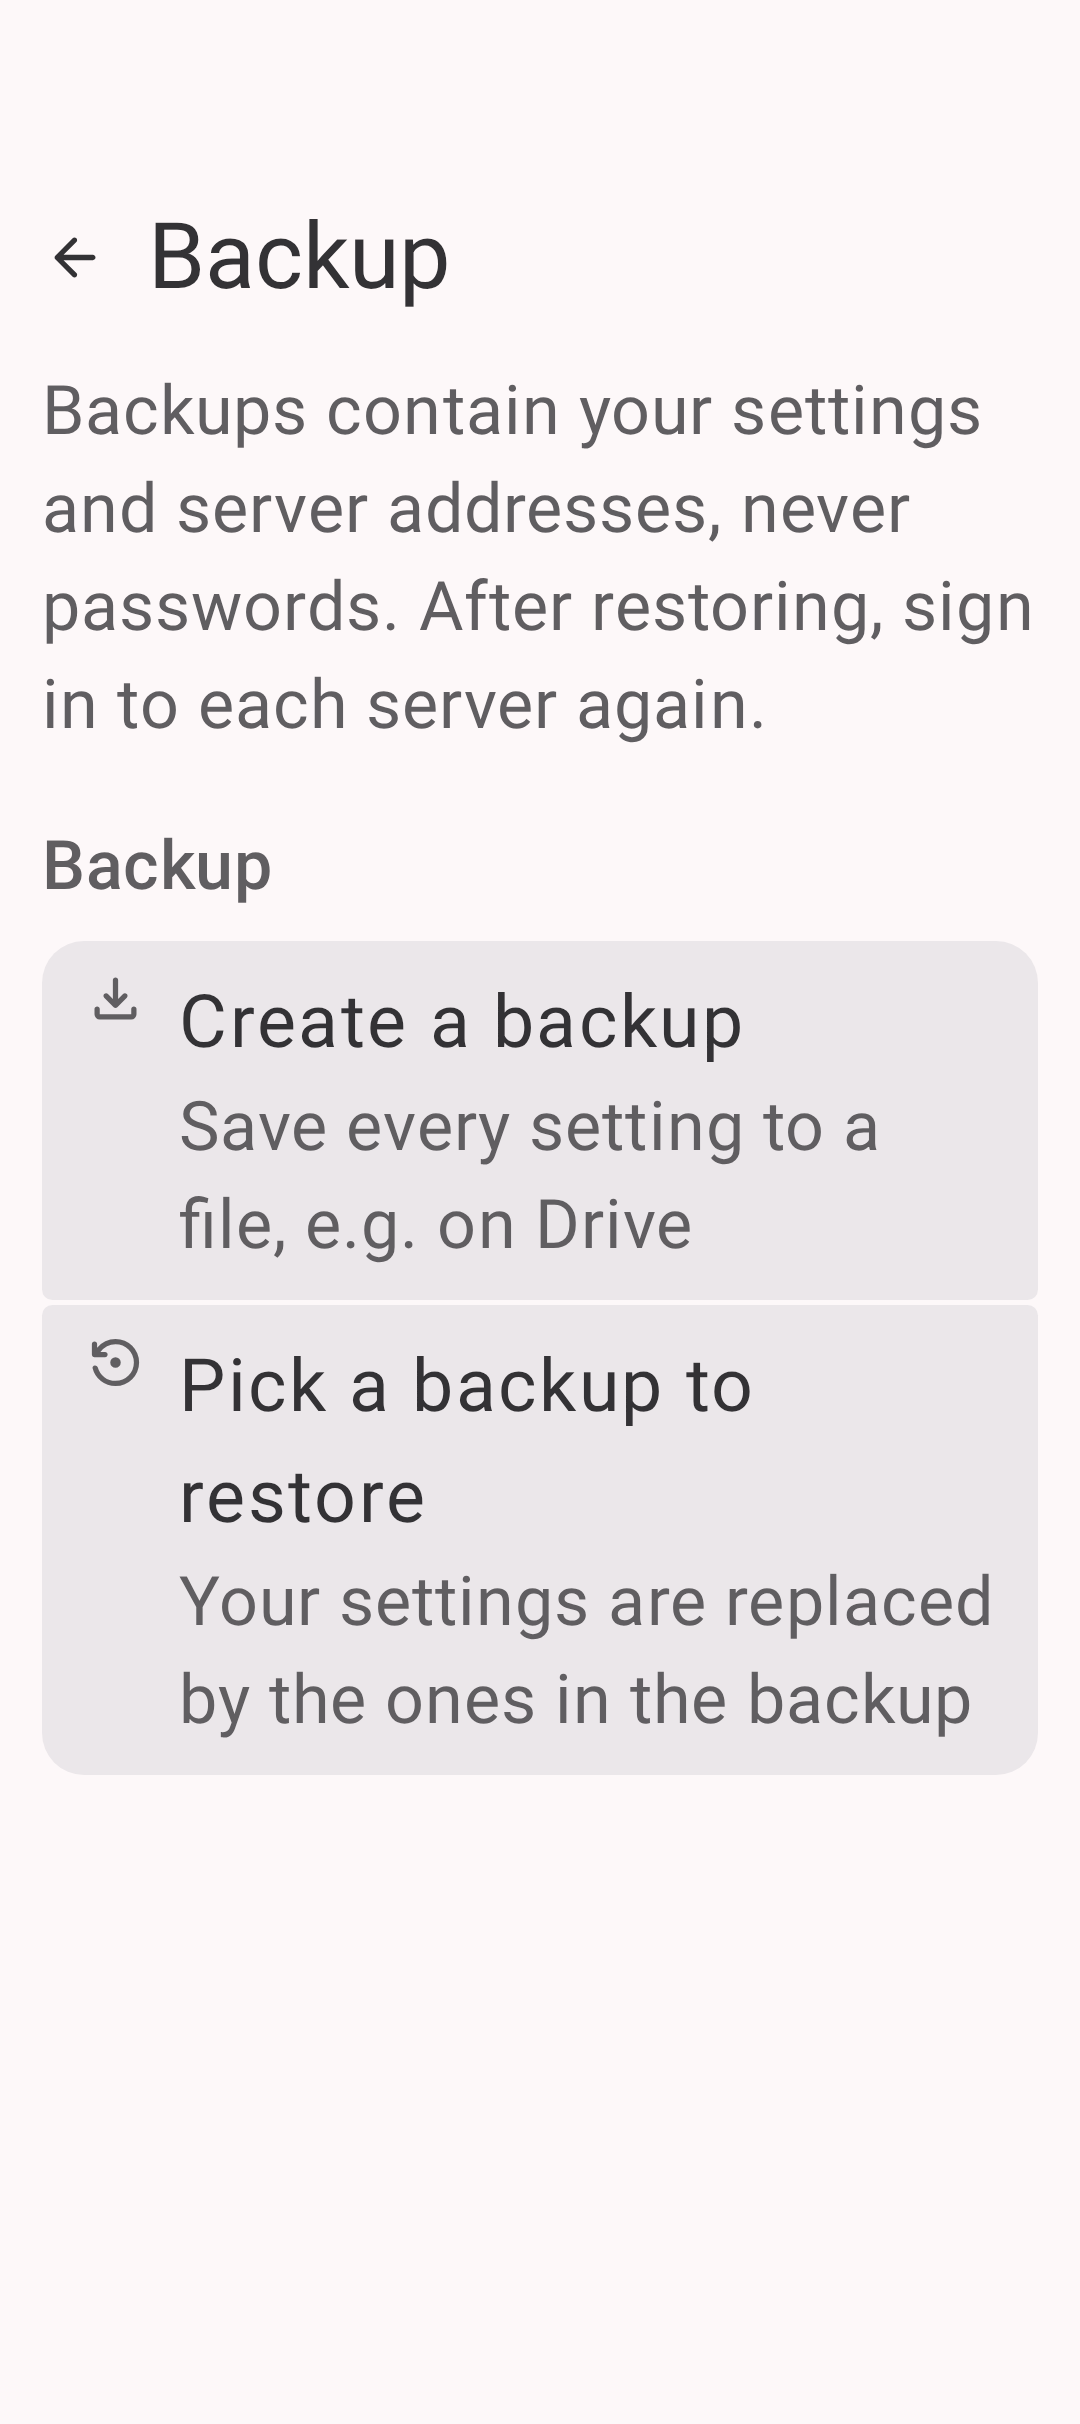 Backup
Backups contain your settings
and server addresses, never
passwords. After restoring, sign
in to each server again.
Backup
Create a backup
Save every setting to a
file, e.g. on Drive
Pick a backup to
restore
Your settings are replaced
by the ones in the backup